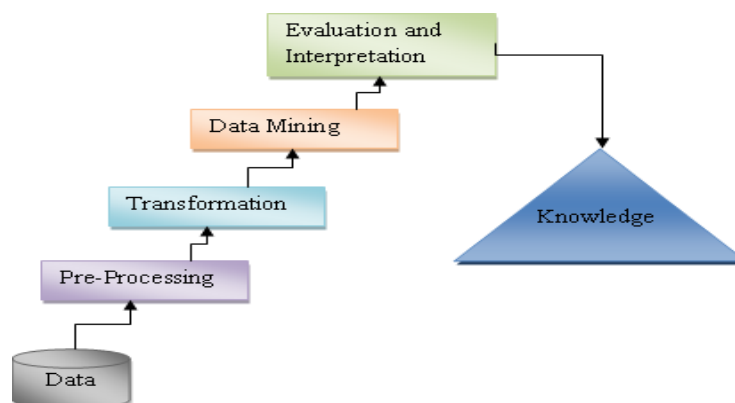 Evaluation and
Interpretation
Data Mining
Transformation
Knowledge
Pre-Processing
Data